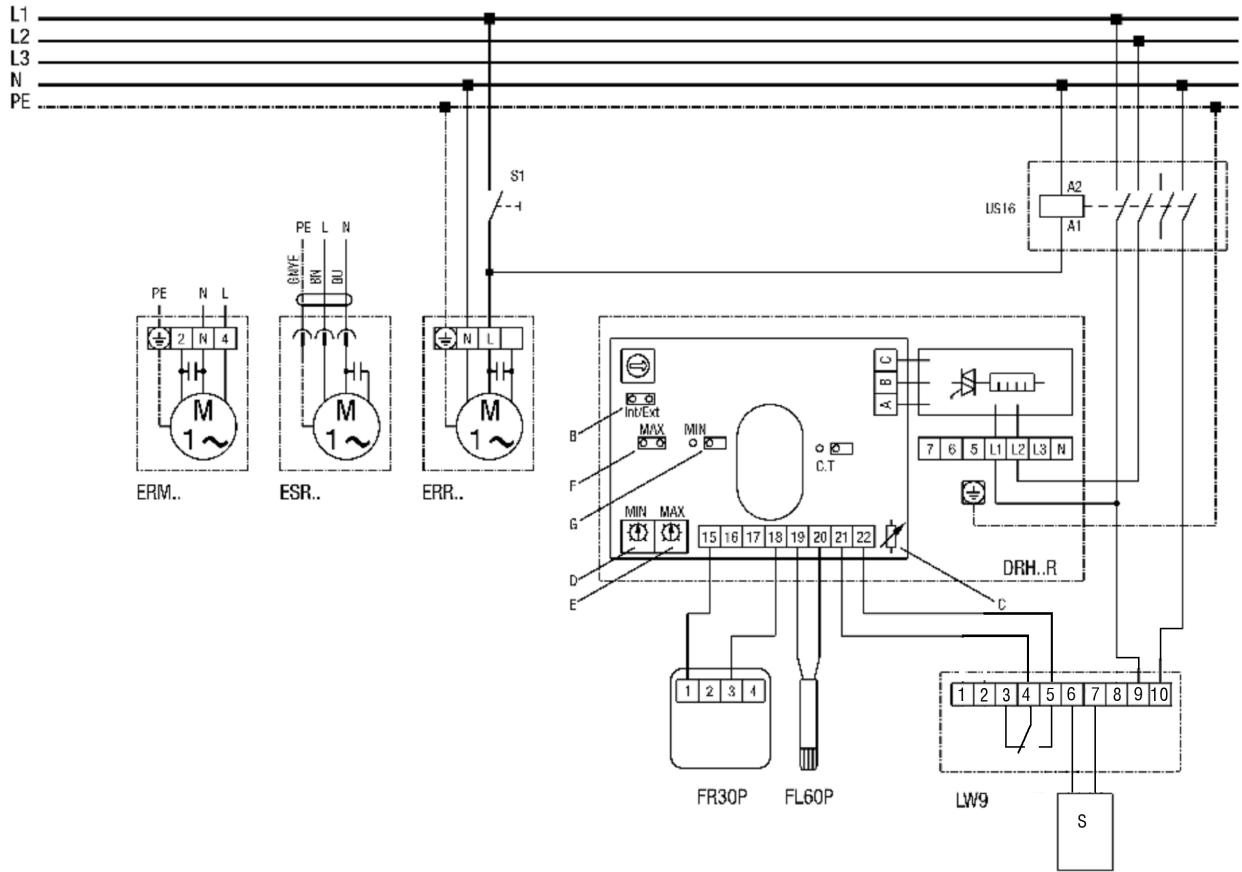 L1
L2
L3
N
PE
S1
US16
A2
A1
PE L N
GNYE
BN
BU
PE N L
2 N 4
M
1 ~
ERM..
M
1 ~
ESR..
N L
M
1 ~
ERR..
Int/Ext
MAX
MIN
C.T
MIN MAX
15 16 17 18 19 20 21 22
B
F
G
D
E
C
B
A
7 6 5 L1 L2 L3 N
DRH..R
C
1 2 3 4
FR30P
FL60P
1 2 3 4 5 6 7 8 9 10
LW9
S